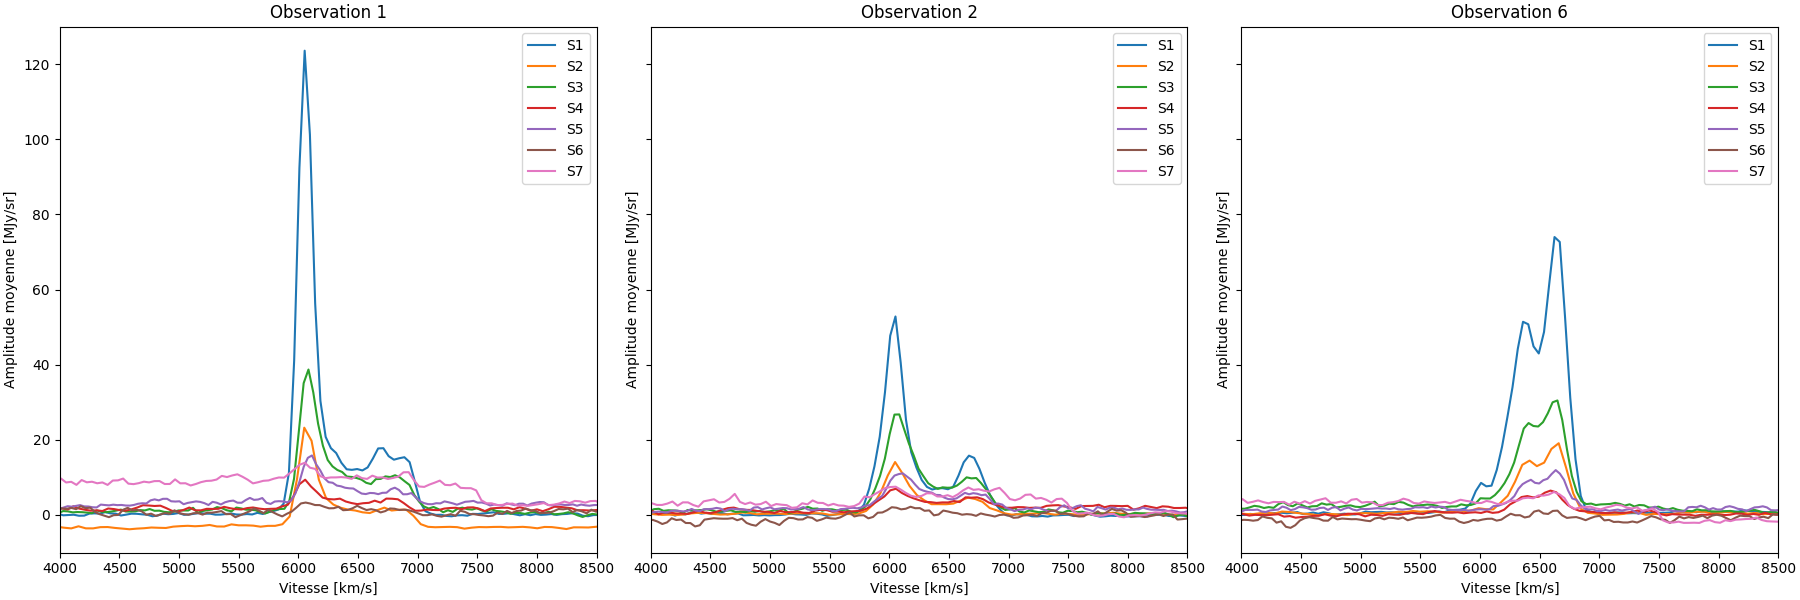 Observation 1
Observation 2
Observation 6
120
100
80
60
40
20
0
Amplitude moyenne [MJy/sr]
S1
S2
S3
S4
S5
S6
S7
4000 4500 5000 5500 6000 6500 7000 7500 8000 8500
Vitesse [km/s]
Amplitude moyenne [MJy/sr]
S1
S2
S3
S4
S5
S6
S7
4000 4500 5000 5500 6000 6500 7000 7500 8000 8500
Vitesse [km/s]
Amplitude moyenne [MJy/sr]
S1
S2
S3
S4
S5
S6
S7
4000 4500 5000 5500 6000 6500 7000 7500 8000 8500
Vitesse [km/s]